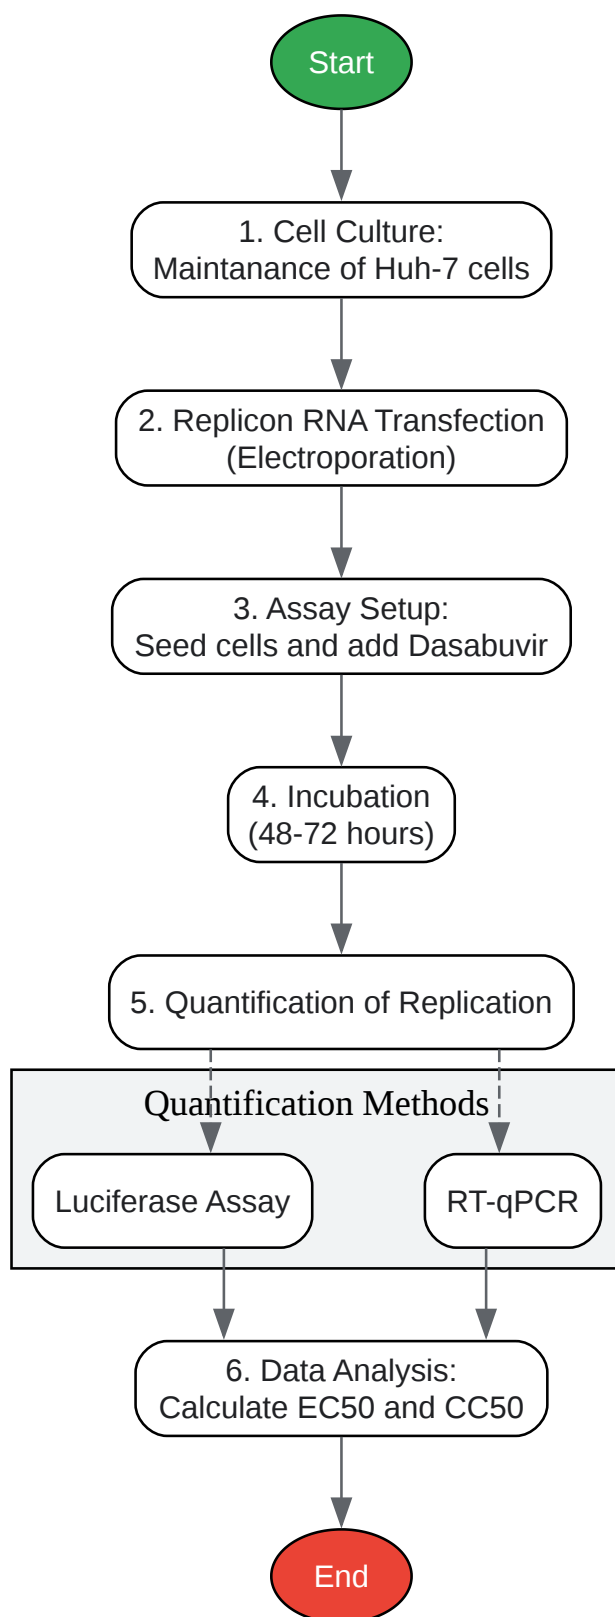 Start
1. Cell Culture:
Maintanance of Huh-7 cells
2. Replicon RNA Transfection
(Electroporation)
3. Assay Setup:
Seed cells and add Dasabuvir
4. Incubation
(48-72 hours)
5. Quantification of Replication
Quantification Methods
Luciferase Assay
RT-qPCR
6. Data Analysis:
Calculate EC50 and CC50
End